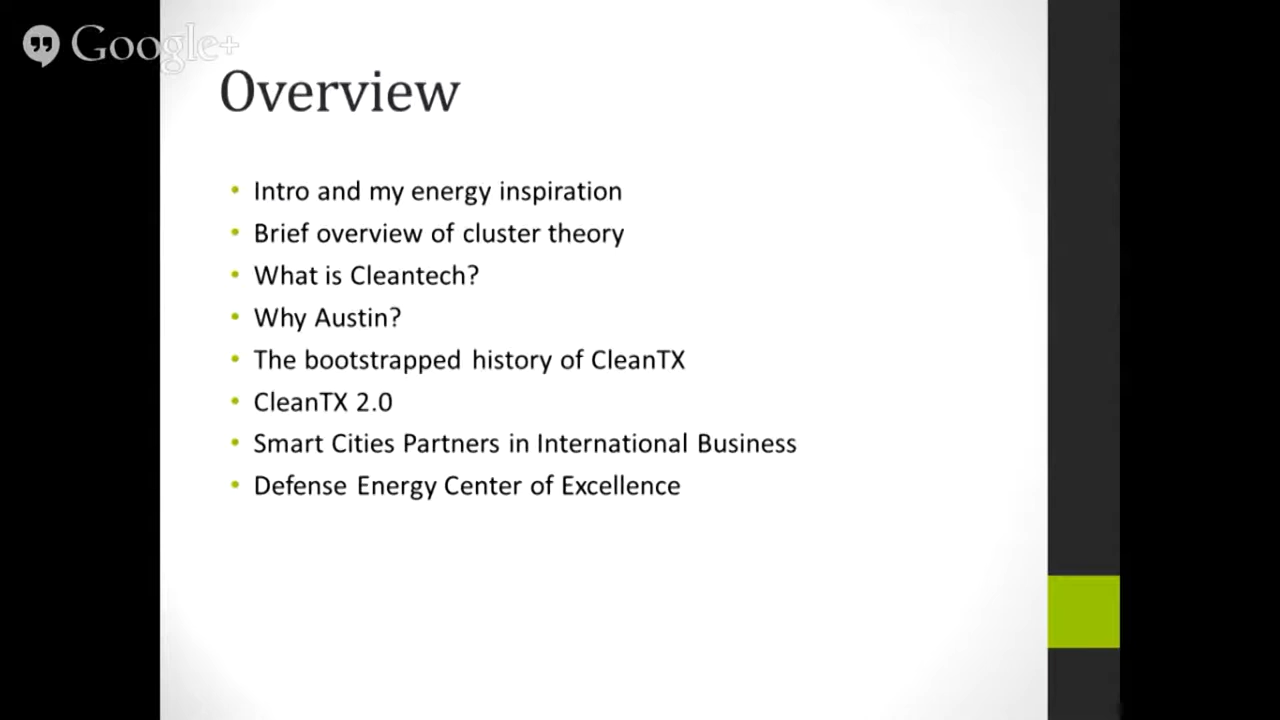 Google+
Overview
• Intro and my energy inspiration
• Brief overview of cluster theory
• What is Cleantech?
• Why Austin?
• The bootstrapped history of CleanTX
• CleanTX 2.0
• Smart Cities Partners in International Business
• Defense Energy Center of Excellence